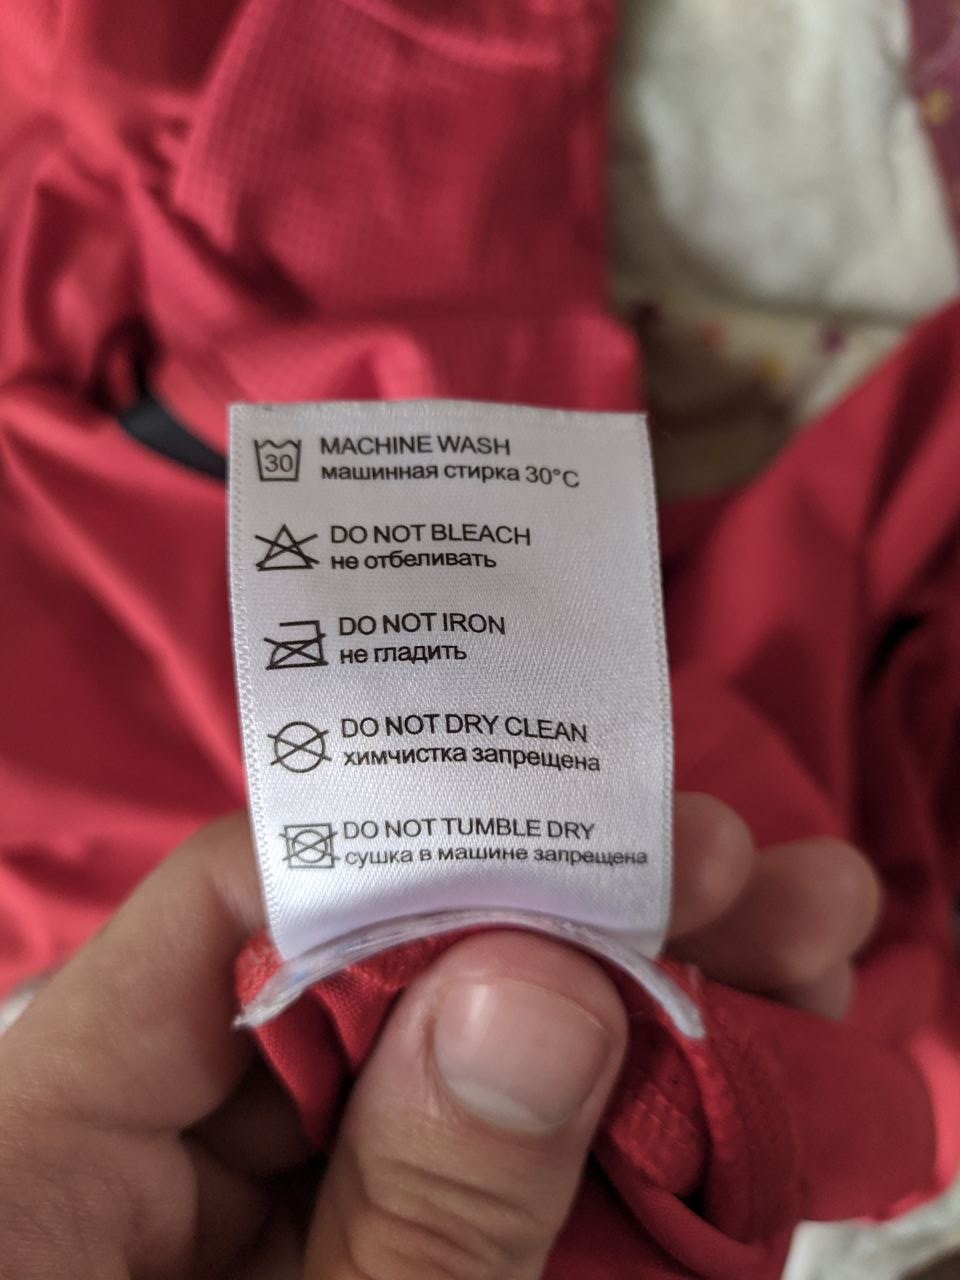 30
MACHINE WASH
машинная стирка 30°C
DO NOT BLEACH
не отбеливать
DO NOT IRON
не гладить
DO NOT DRY CLEAN
химчистка запрещена
DO NOT TUMBLE DRY
сушка в машине запрещена